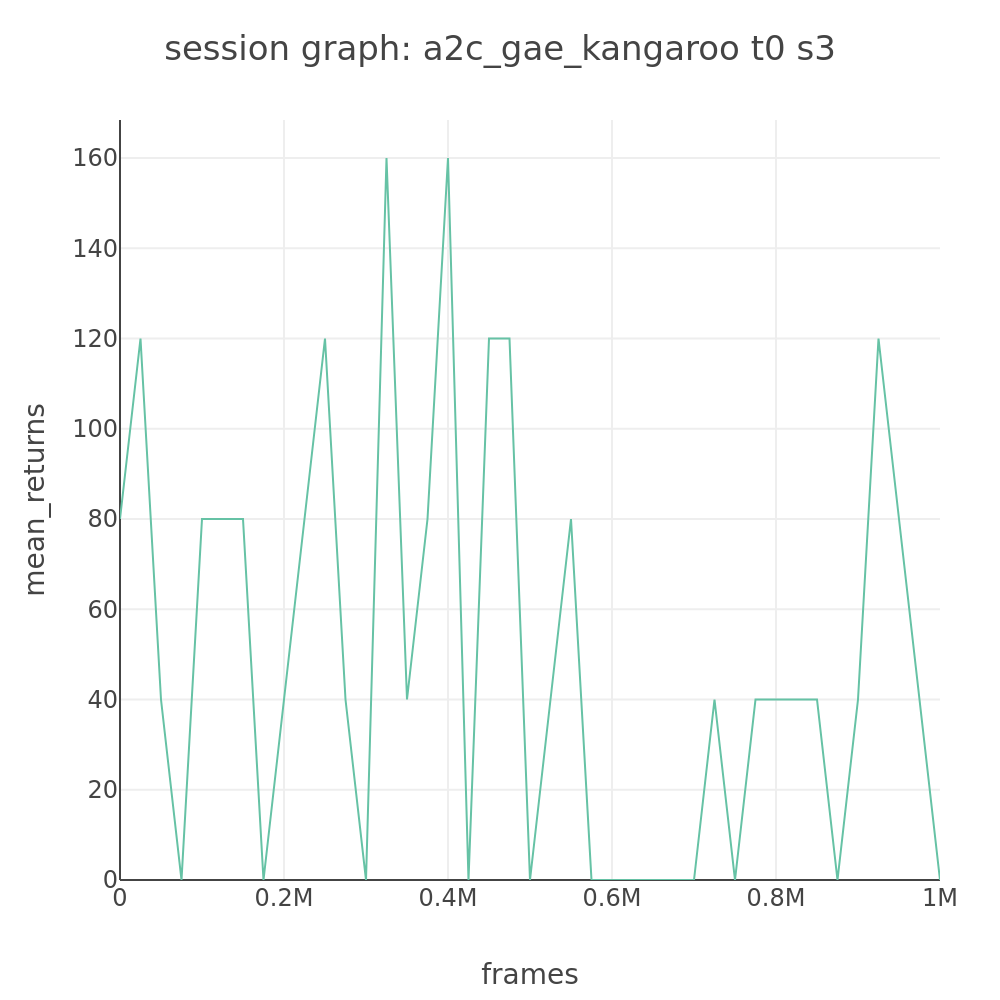 session graph: a2c_gae_kangaroo t0 s3
160
140
120
100
80
60
40
20
0
mean_returns
0
0.2M
0.4M
0.6M
0.8M
1M
frames